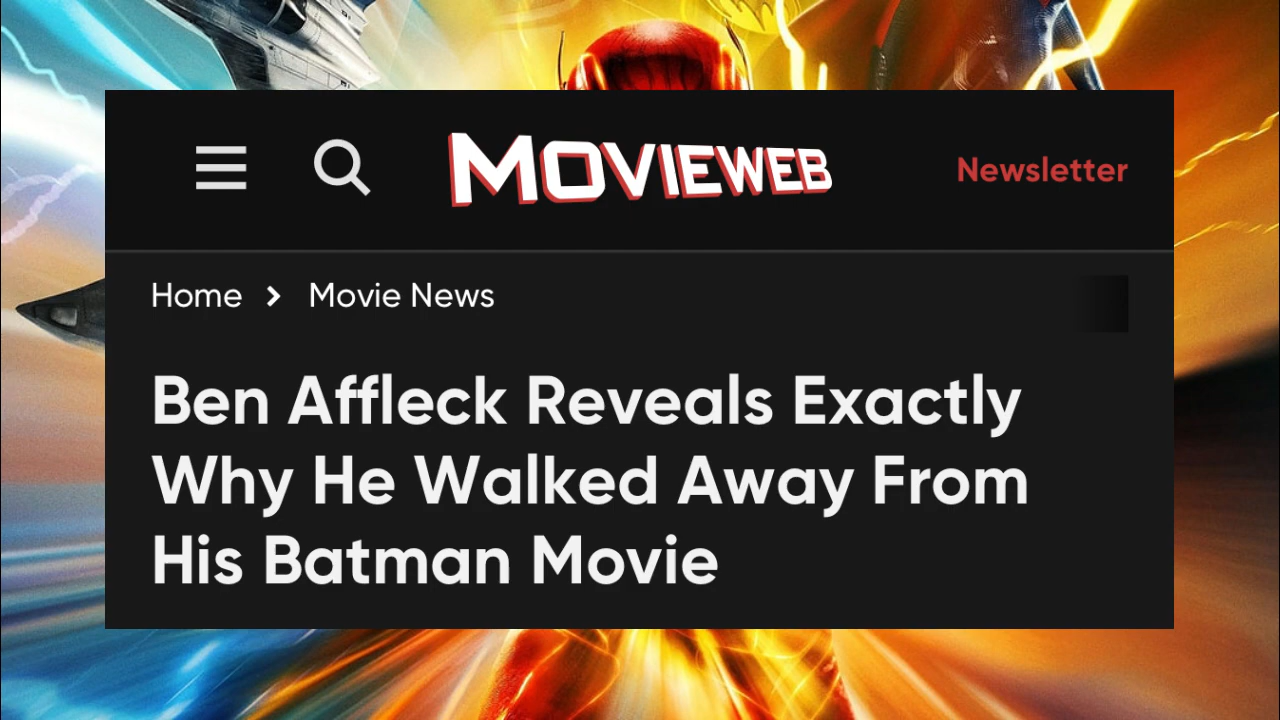 MOVIEWEB
Newsletter
Home
Movie News
Ben Affleck Reveals Exactly
Why He Walked Away From
His Batman Movie